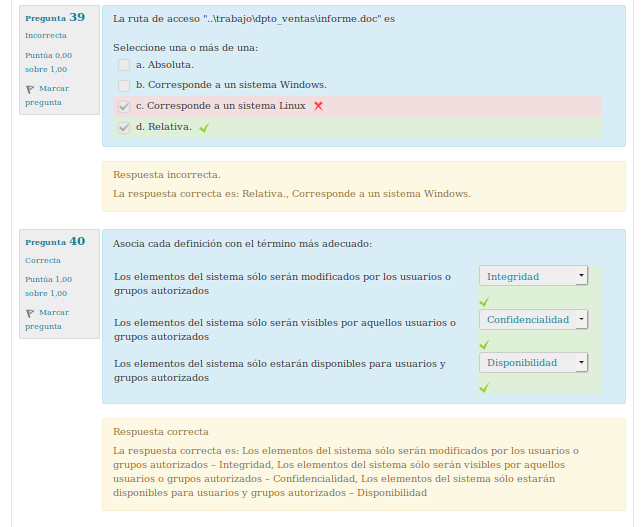 Pregunta 39
Incorrecta
Puntúa 0,00
sobre 1,00
Marcar
pregunta
La ruta de acceso "..\trabajo\dpto_ventas\informe.doc" es
Seleccione una o más de una:
a. Absoluta.
b. Corresponde a un sistema Windows.
c. Corresponde a un sistema Linux
d. Relativa.
Respuesta incorrecta.
La respuesta correcta es: Relativa., Corresponde a un sistema Windows.
Pregunta 40
Correcta
Puntúa 1,00
sobre 1,00
Marcar
pregunta
Asocia cada definición con el término más adecuado:
Los elementos del sistema sólo serán modificados por los usuarios o
grupos autorizados
Integridad
Los elementos del sistema sólo serán visibles por aquellos usuarios o
grupos autorizados
Confidencialidad
Los elementos del sistema sólo estarán disponibles para usuarios y
grupos autorizados
Disponibilidad
Respuesta correcta
La respuesta correcta es: Los elementos del sistema sólo serán modificados por los usuarios o
grupos autorizados – Integridad, Los elementos del sistema sólo serán visibles por aquellos
usuarios o grupos autorizados – Confidencialidad, Los elementos del sistema sólo estarán
disponibles para usuarios y grupos autorizados – Disponibilidad